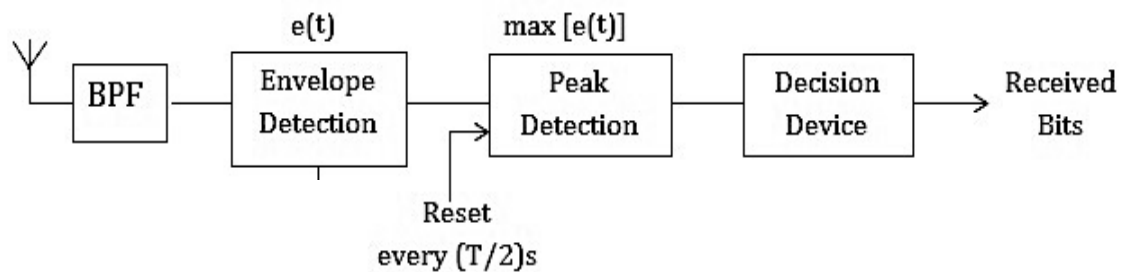 e(t)
max [e(t)]
BPF
Envelope
Detection
Peak
Detection
Decision
Device
Received
Bits
Reset
every (T/2)s